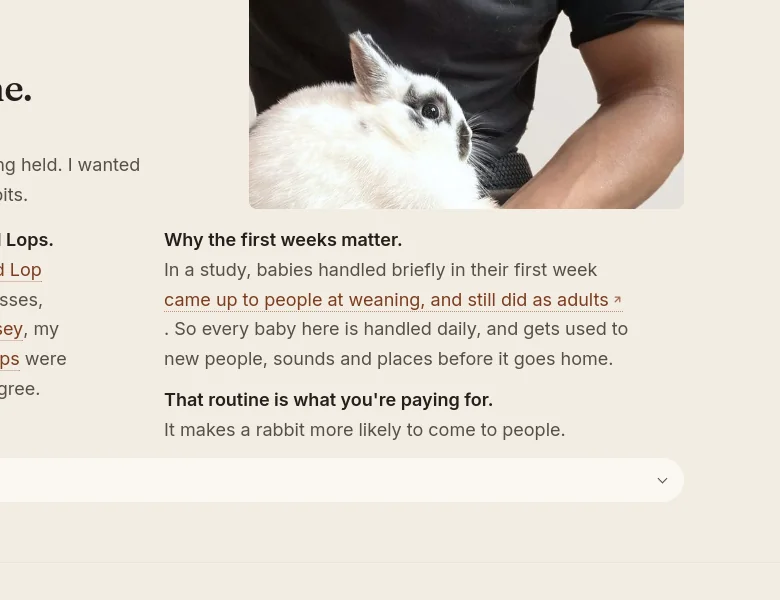 e.
ng held. I wanted
bits.
Lops.
d Lop
sses,
sey, my
ps were
gree.
Why the first weeks matter.
In a study, babies handled briefly in their first week
came up to people at weaning, and still did as adults ↗
. So every baby here is handled daily, and gets used to
new people, sounds and places before it goes home.
That routine is what you're paying for.
It makes a rabbit more likely to come to people.